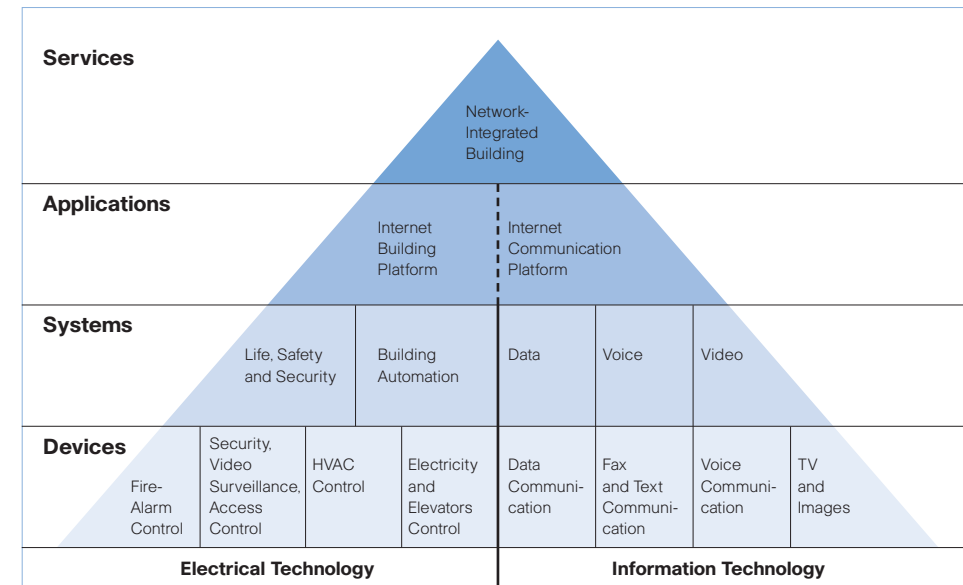 Services
Network-
Integrated
Building
Applications
Internet
Building
Platform
Internet
Communication
Platform
Systems
Life, Safety
and Security
Building
Automation
Data
Voice
Video
Devices
Fire-
Alarm
Control
Security,
Video
Surveillance,
Access
Control
HVAC
Control
Electricity
and
Elevators
Control
Data
Communi-
cation
Fax
and Text
Communi-
cation
Voice
Communi-
cation
TV
and
Images
Electrical Technology
Information Technology